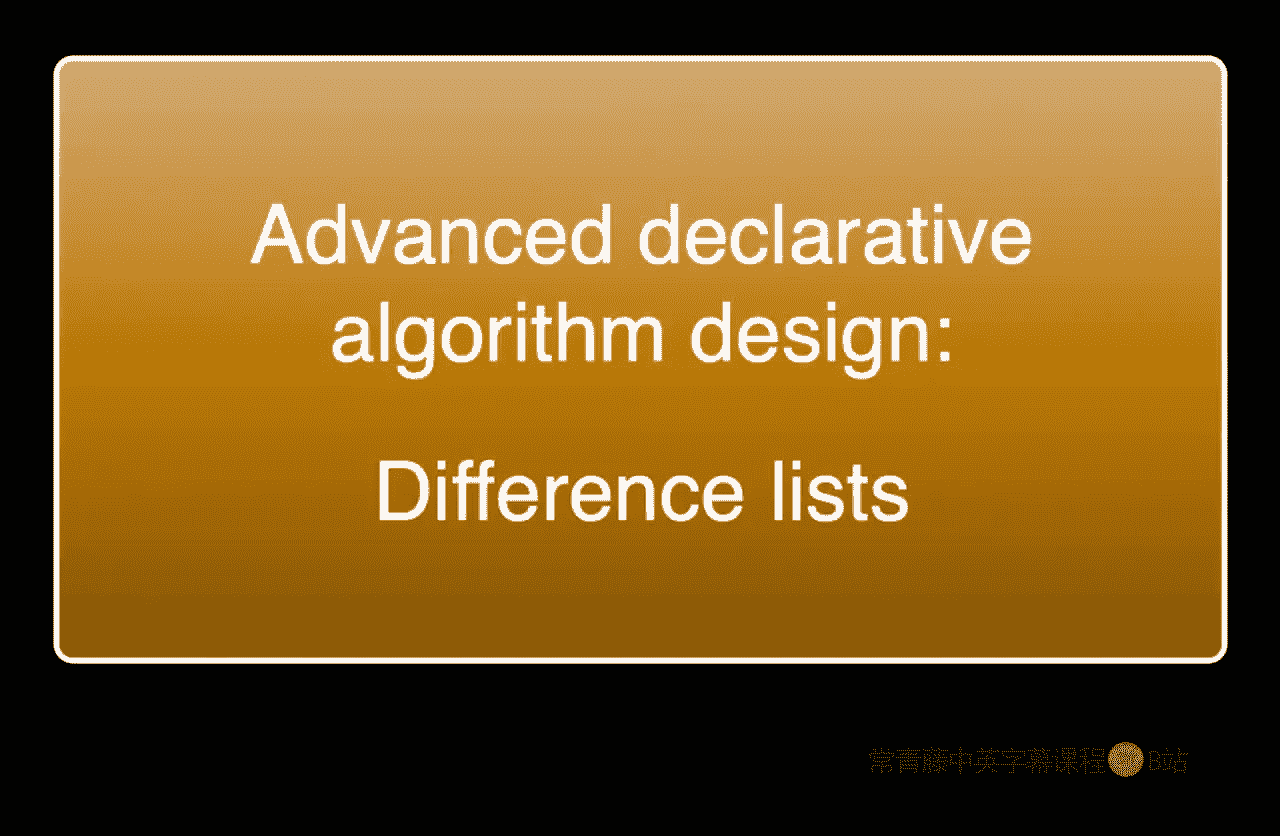 Advanced declarative
algorithm design:
Difference lists
常青藤中英字幕课程 B站